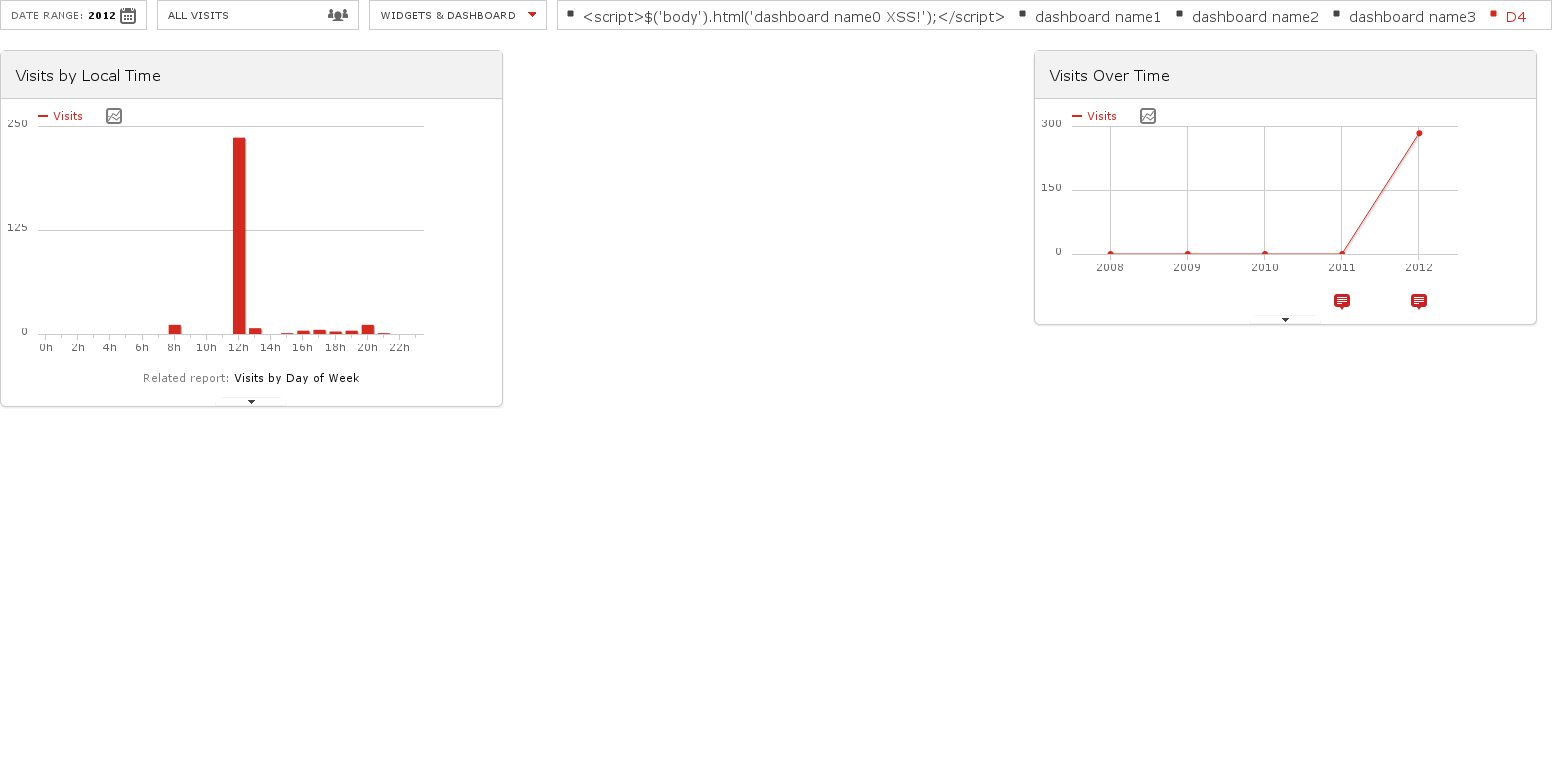 DATE RANGE: 2012 ALL VISITS WIDGETS & DASHBOARD <script>$('body').html('dashboard name0 XSS!');</script> dashboard name1 dashboard name2 dashboard name3 D4
Visits by Local Time
Visits
250
125
0
0h 2h 4h 6h 8h 10h 12h 14h 16h 18h 20h 22h
Related report: Visits by Day of Week
Visits Over Time
Visits
300
150
0
2008 2009 2010 2011 2012